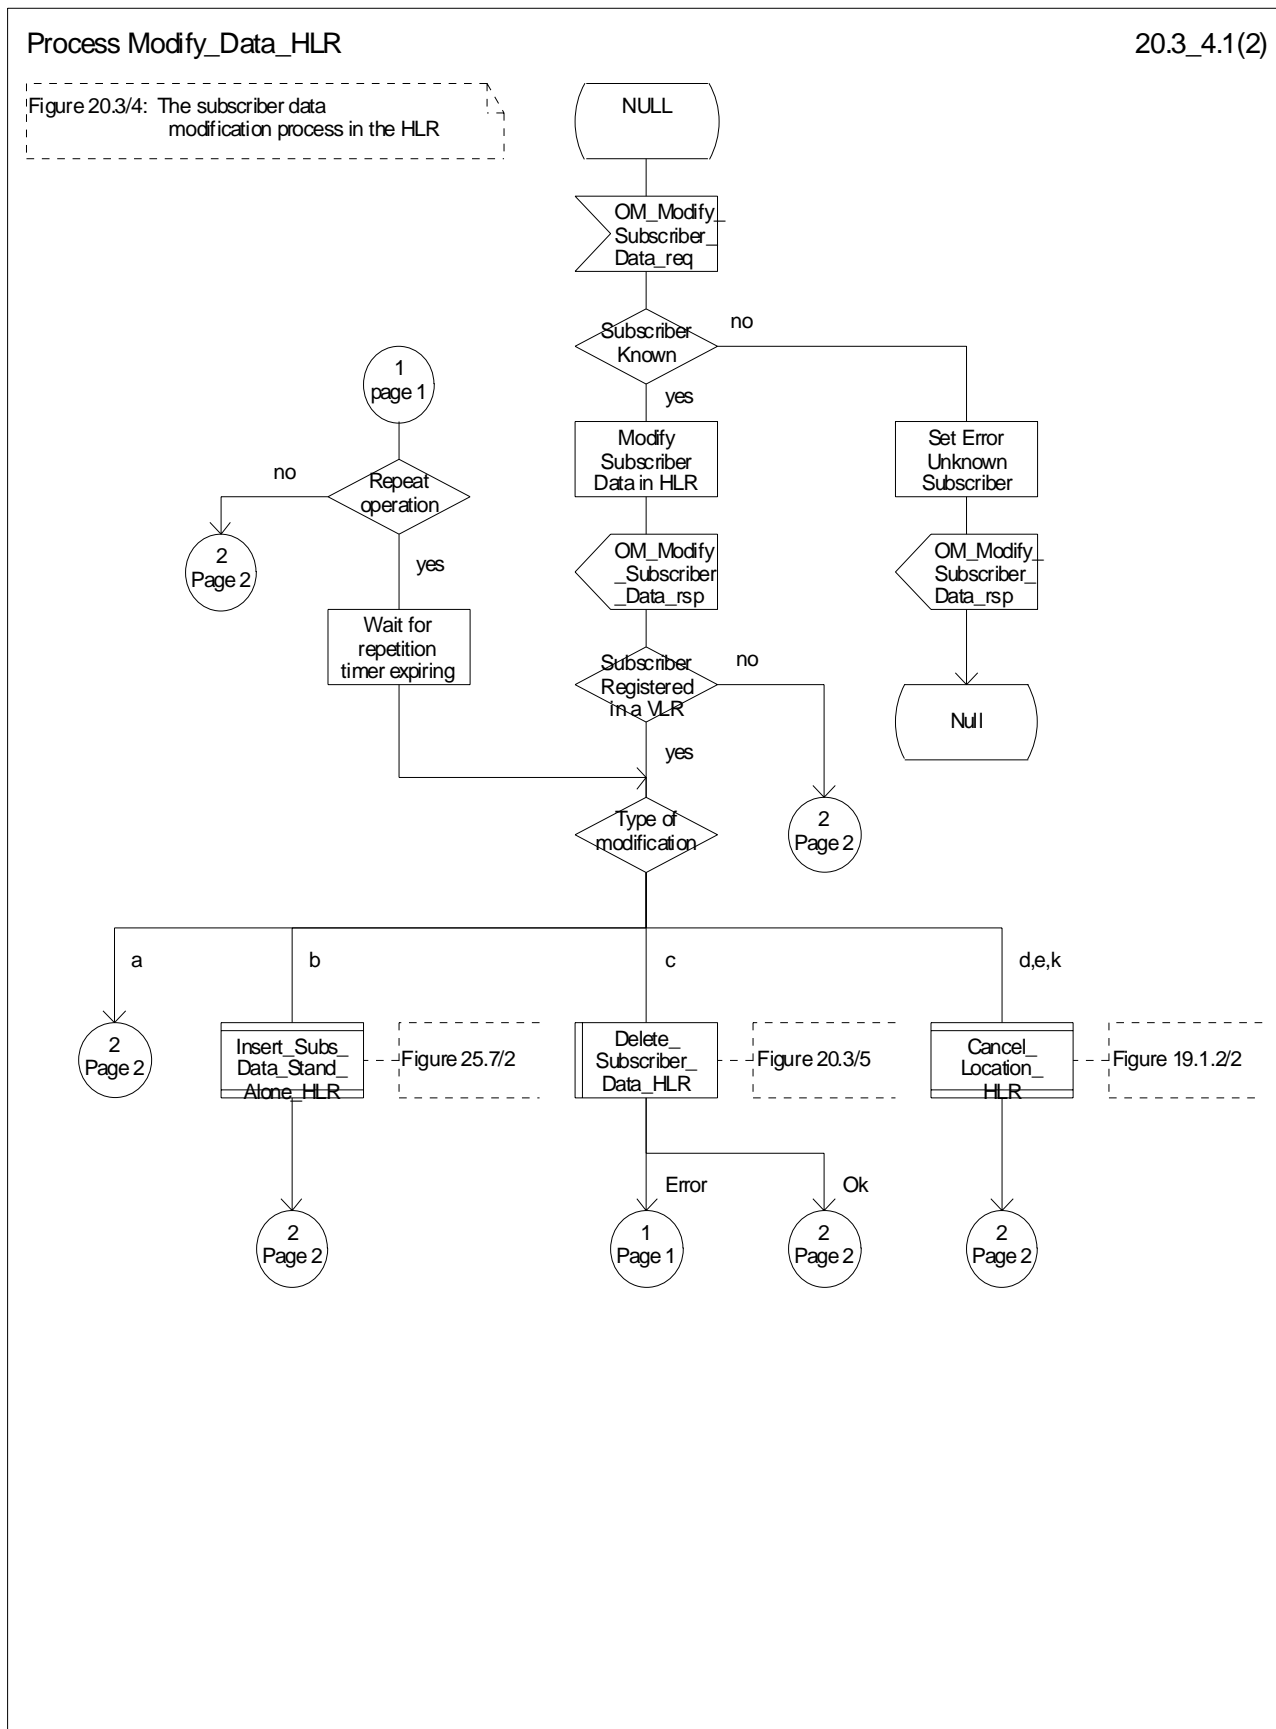 Process Modify_Data_HLR
20.3_4.1(2)
Figure 20.3/4: The subscriber data
modification process in the HLR
NULL
OM_Modify_
Subscriber_
Data_req
Subscriber
Known
no
yes
1
page 1
Modify
Subscriber
Data in HLR
Set Error
Unknown
Subscriber
Repeat
operation
no
yes
2
Page 2
OM_Modify
_Subscriber
_Data_rsp
OM_Modify_
Subscriber_
Data_rsp
Wait for
repetition
timer expiring
Subscriber
Registered
in a VLR
no
yes
Null
Type of
modification
2
Page 2
a
b
c
d,e,k
2
Page 2
Insert_Subs_
Data_Stand_
Alone_HLR
Figure 25.7/2
Delete_
Subscriber_
Data_HLR
Figure 20.3/5
Cancel_
Location_
HLR
Figure 19.1.2/2
Error
Ok
2
Page 2
1
Page 1
2
Page 2
2
Page 2